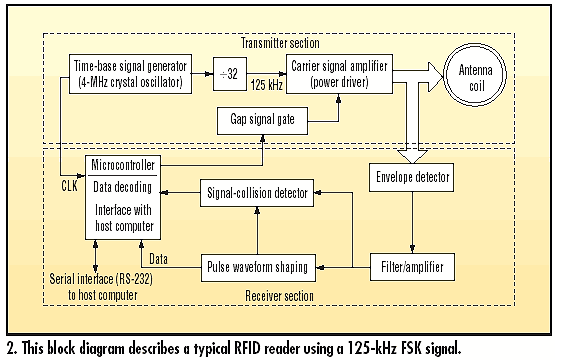 Transmitter section
Time-base signal generator
(4-MHz crystal oscillator)
÷32
125 kHz
Carrier signal amplifier
(power driver)
Antenna
coil
Gap signal gate
Microcontroller
Data decoding
Interface with
host computer
CLK
Signal-collision detector
Envelope detector
Data
Pulse waveform shaping
Filter/amplifier
Serial interface (RS-232)
to host computer
Receiver section
2. This block diagram describes a typical RFID reader using a 125-kHz FSK signal.